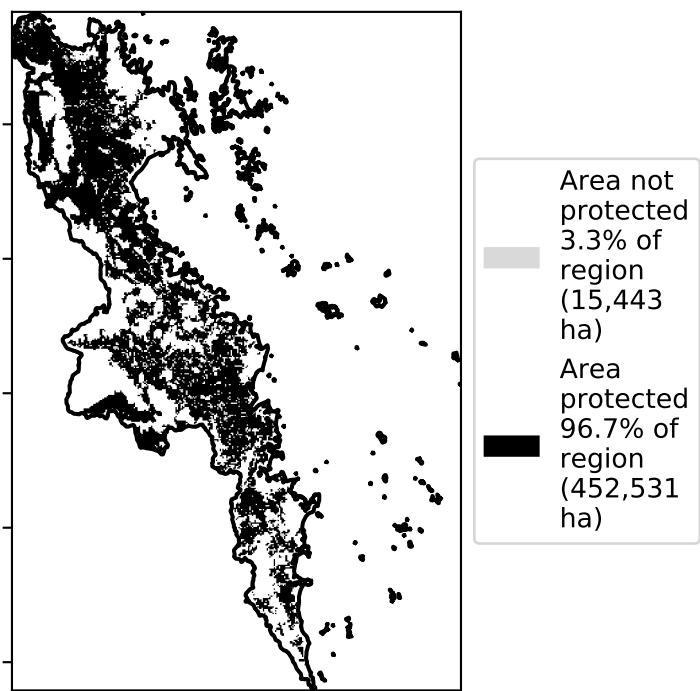 Area not
protected
3.3% of
region
(15,443
ha)
Area
protected
96.7% of
region
(452,531
ha)